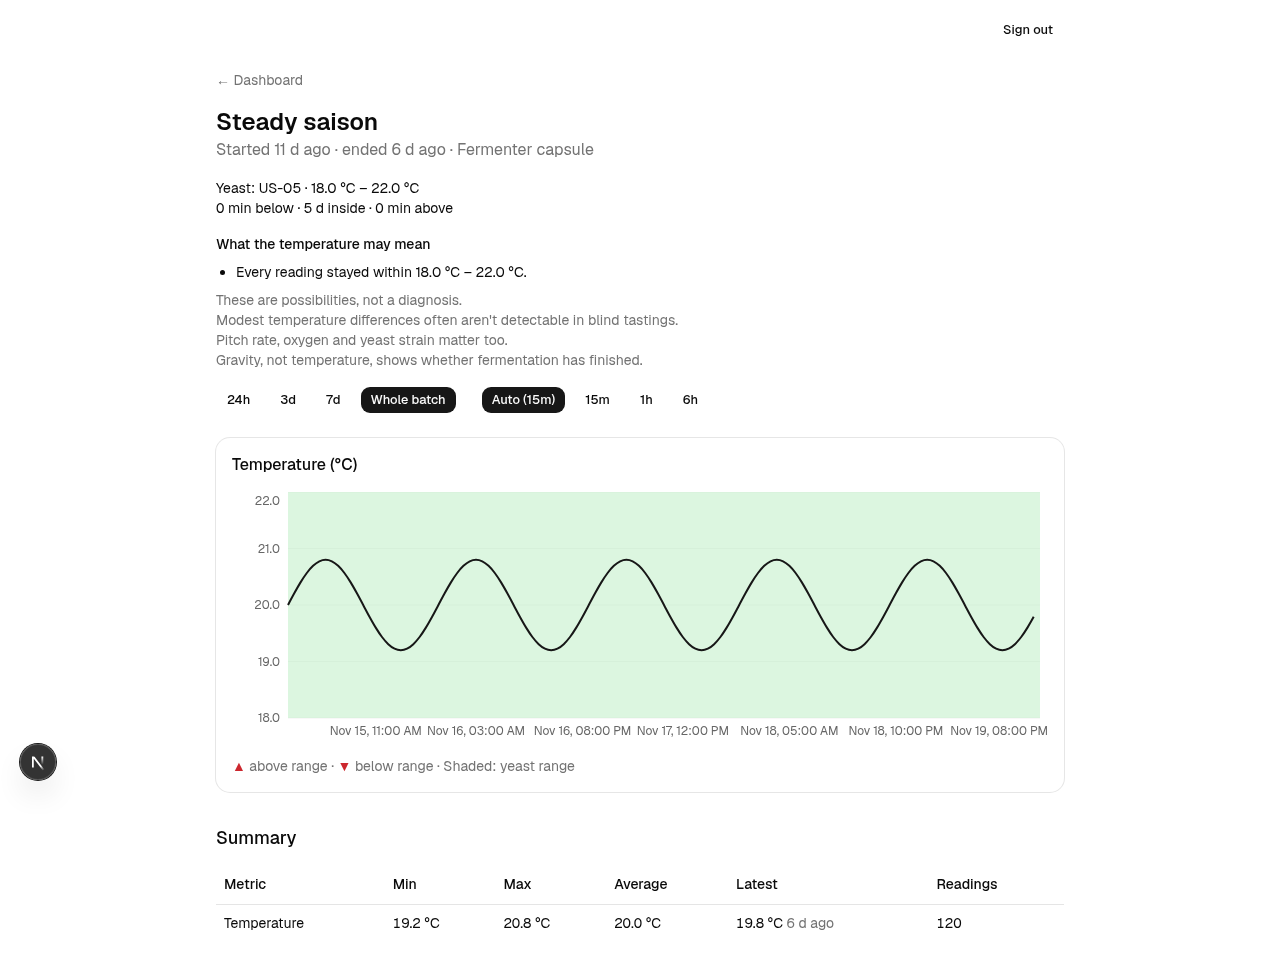 Sign out
← Dashboard
Steady saison
Started 11 d ago · ended 6 d ago · Fermenter capsule
Yeast: US-05 · 18.0 °C – 22.0 °C
0 min below · 5 d inside · 0 min above
What the temperature may mean
• Every reading stayed within 18.0 °C – 22.0 °C.
These are possibilities, not a diagnosis.
Modest temperature differences often aren't detectable in blind tastings.
Pitch rate, oxygen and yeast strain matter too.
Gravity, not temperature, shows whether fermentation has finished.
24h 3d 7d Whole batch Auto (15m) 15m 1h 6h
Temperature (°C)
22.0
21.0
20.0
19.0
18.0
Nov 15, 11:00 AM Nov 16, 03:00 AM Nov 16, 08:00 PM Nov 17, 12:00 PM Nov 18, 05:00 AM Nov 18, 10:00 PM Nov 19, 08:00 PM
▲ above range · ▼ below range · Shaded: yeast range
N
Summary
Metric Min Max Average Latest Readings
Temperature 19.2 °C 20.8 °C 20.0 °C 19.8 °C 6 d ago 120